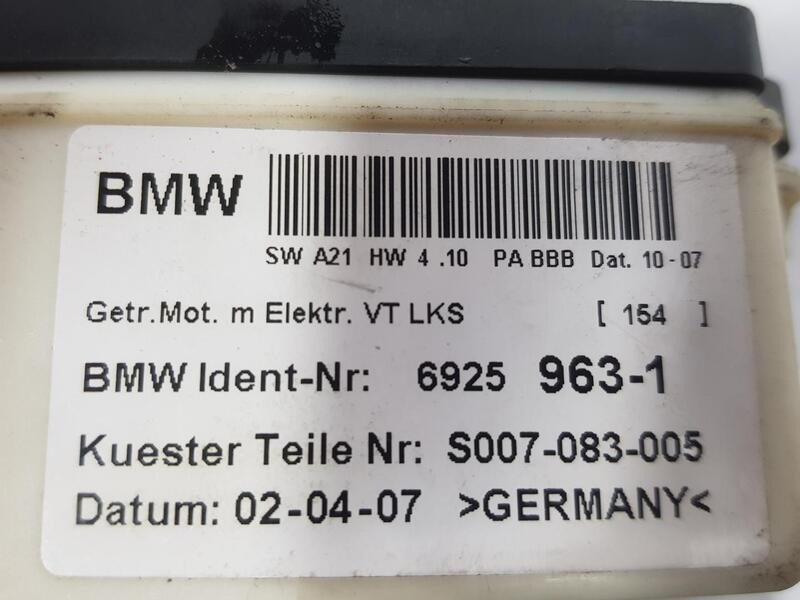 BMW
SW A21 HW 4 .10 PA BBB Dat. 10-07
Getr.Mot. m Elektr. VT LKS [ 154 ]
BMW Ident-Nr: 6925 963-1
Kuester Teile Nr: S007-083-005
Datum: 02-04-07 >GERMANY<